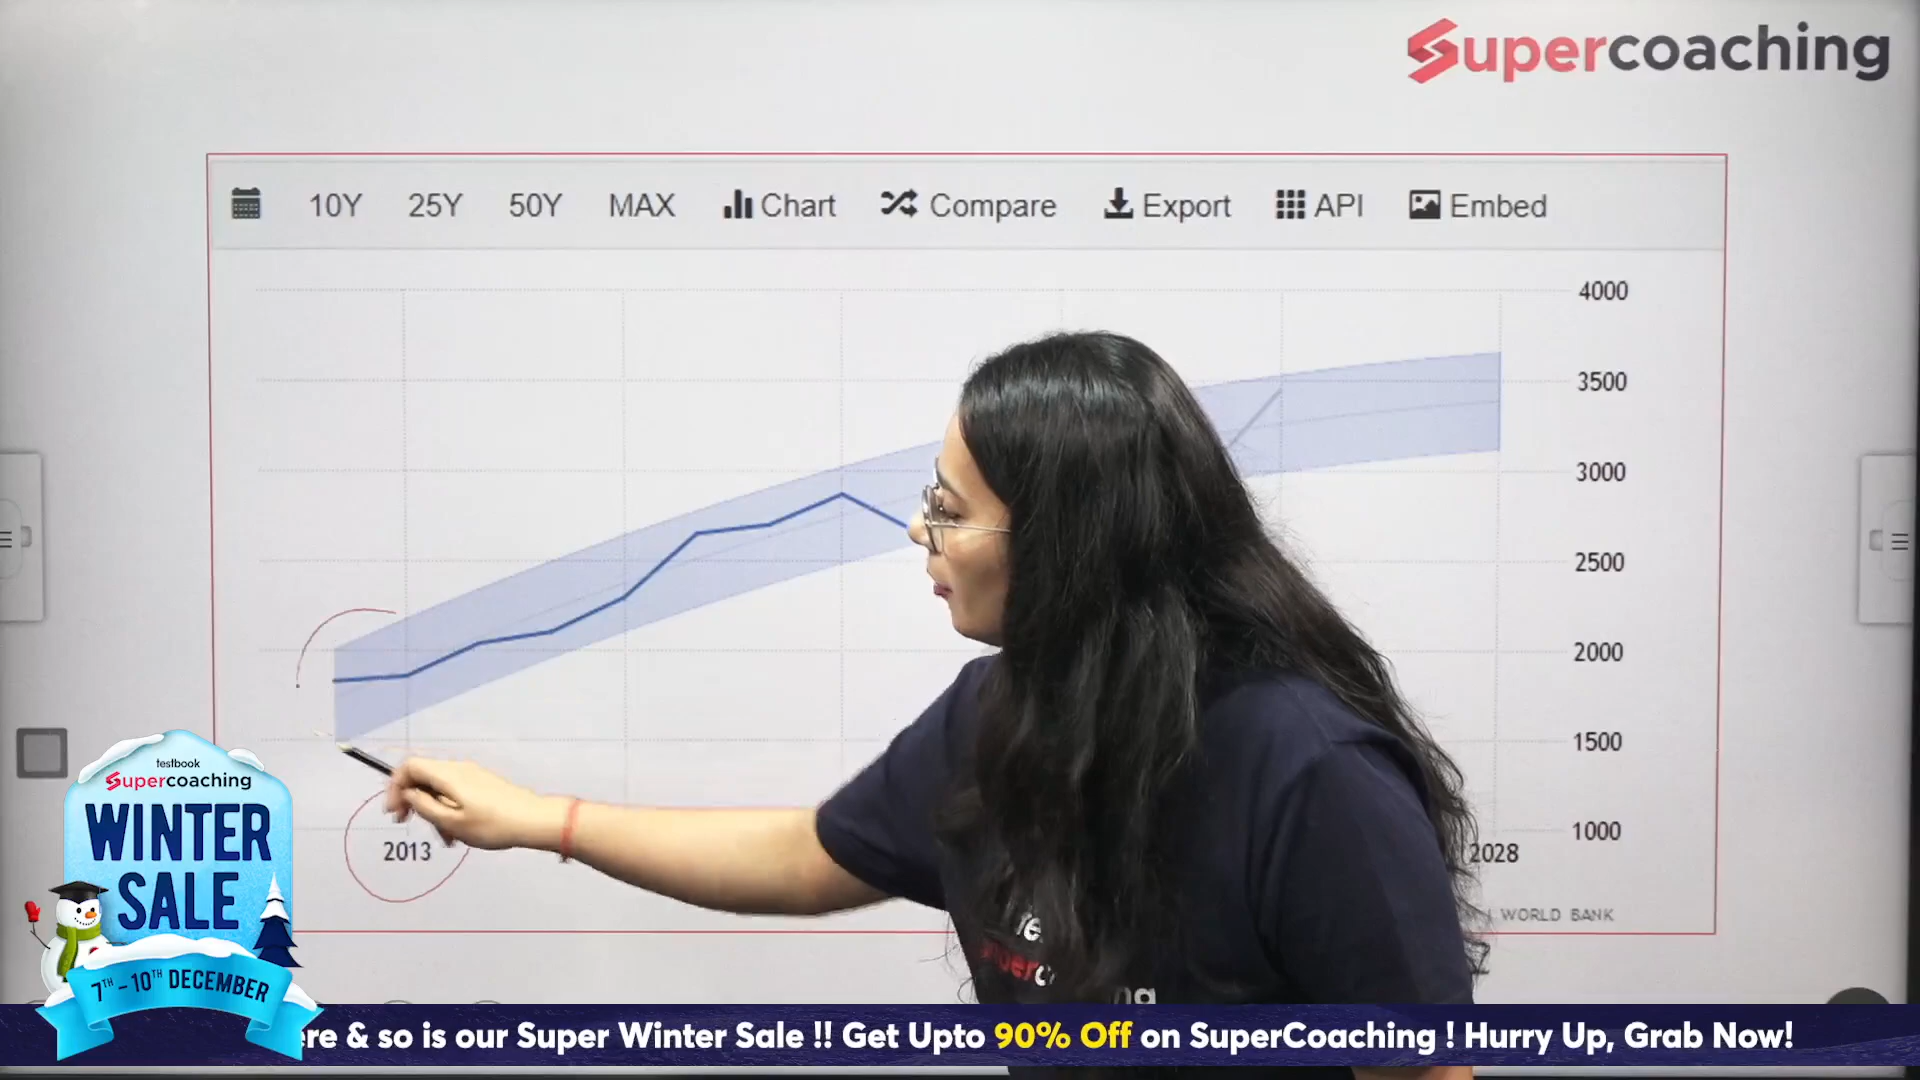 Supercoaching
10Y 25Y 50Y MAX Chart Compare Export API Embed
4000
3500
3000
2500
2000
1500
1000
2013
2028
WORLD BANK
testbook
Supercoaching
WINTER
SALE
7TH - 10TH DECEMBER
ere & so is our Super Winter Sale !! Get Upto 90% Off on SuperCoaching ! Hurry Up, Grab Now!